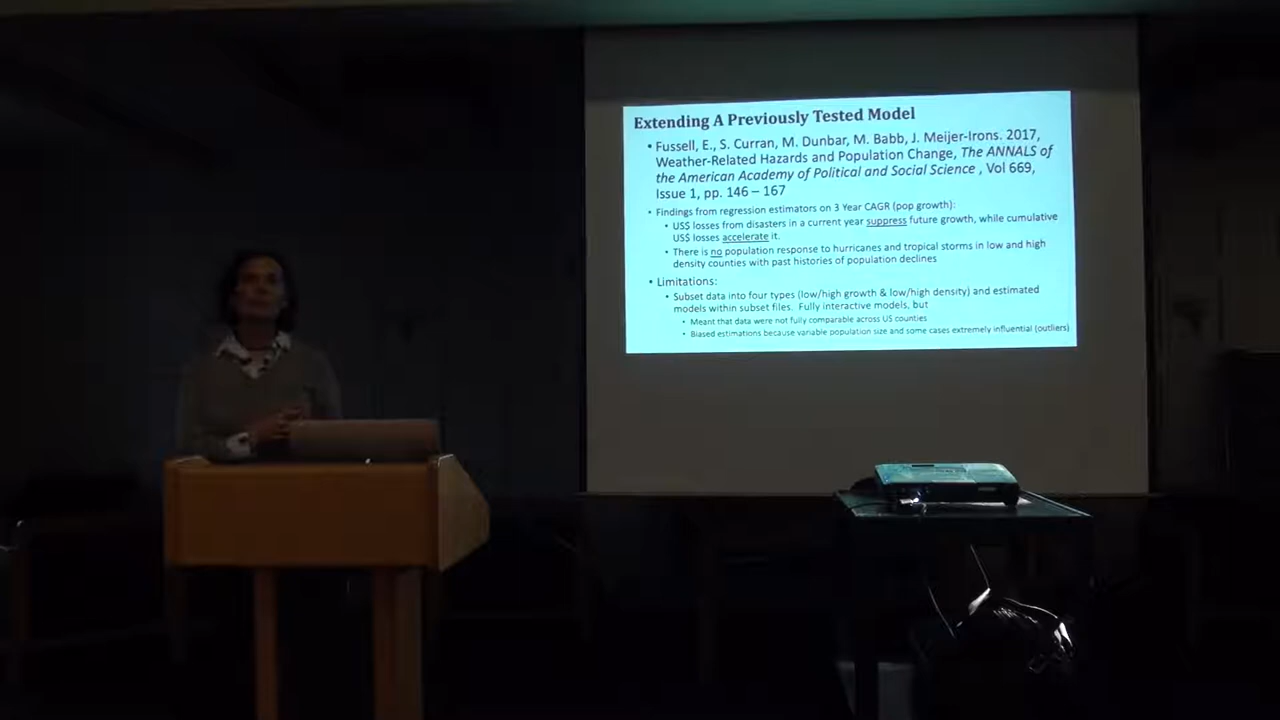 Extending A Previously Tested Model
• Fussell, E., S. Curran, M. Dunbar, M. Babb, J. Meijer-Irons. 2017,
Weather-Related Hazards and Population Change, The ANNALS of
the American Academy of Political and Social Science , Vol 669,
Issue 1, pp. 146 – 167
• Findings from regression estimators on 3 Year CAGR (pop growth):
• US$ losses from disasters in a current year suppress future growth, while cumulative
US$ losses accelerate it.
• There is no population response to hurricanes and tropical storms in low and high
density counties with past histories of population declines
• Limitations:
• Subset data into four types (low/high growth & low/high density) and estimated
models within subset files. Fully interactive models, but
• Meant that data were not fully comparable across US counties
• Biased estimations because variable population size and some cases extremely influential (outliers)